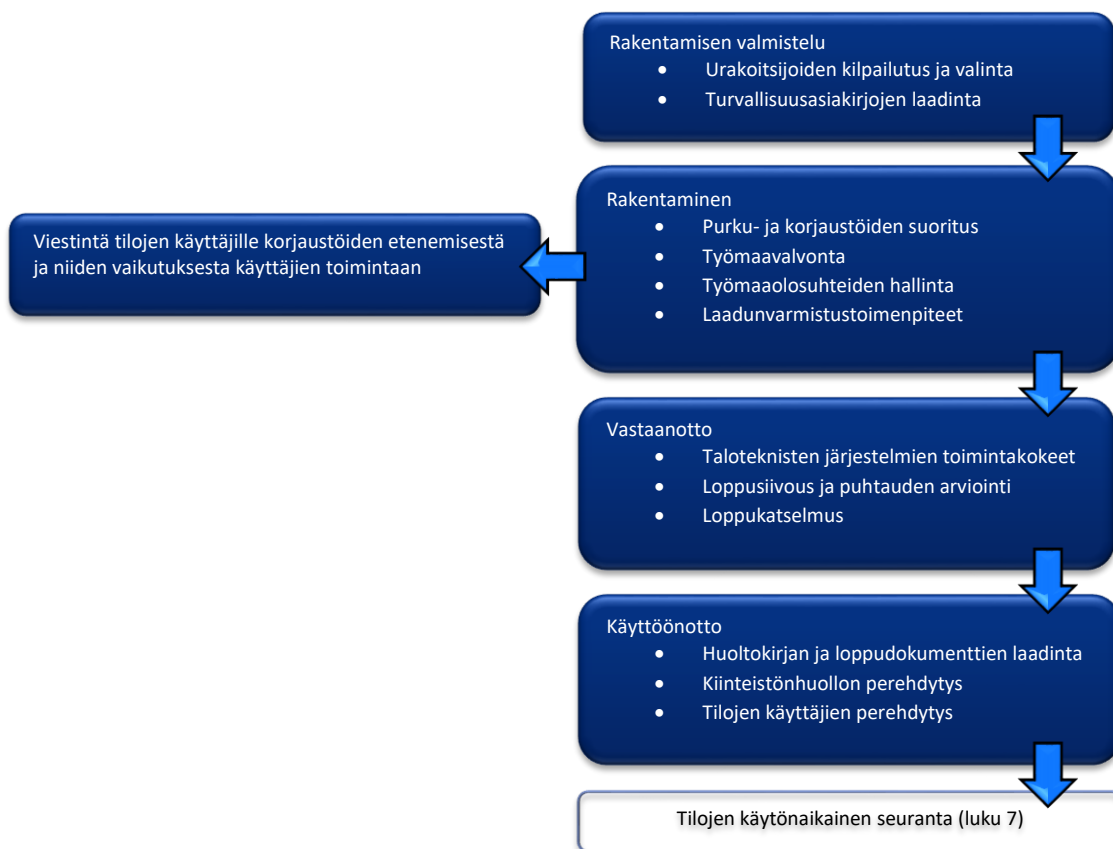 Rakentamisen valmistelu
• Urakoitsijoiden kilpailutus ja valinta
• Turvallisuusasiakirjojen laadinta
Rakentaminen
• Purku- ja korjaustöiden suoritus
• Työmaavalvonta
• Työmaaolosuhteiden hallinta
• Laadunvarmistustoimenpiteet
Viestintä tilojen käyttäjille korjaustöiden etenemisestä
ja niiden vaikutuksesta käyttäjien toimintaan
Vastaanotto
• Taloteknisten järjestelmien toimintakokeet
• Loppusiivous ja puhtauden arviointi
• Loppukatselmus
Käyttöönotto
• Huoltokirjan ja loppudokumenttien laadinta
• Kiinteistönhuollon perehdytys
• Tilojen käyttäjien perehdytys
Tilojen käytönaikainen seuranta (luku 7)